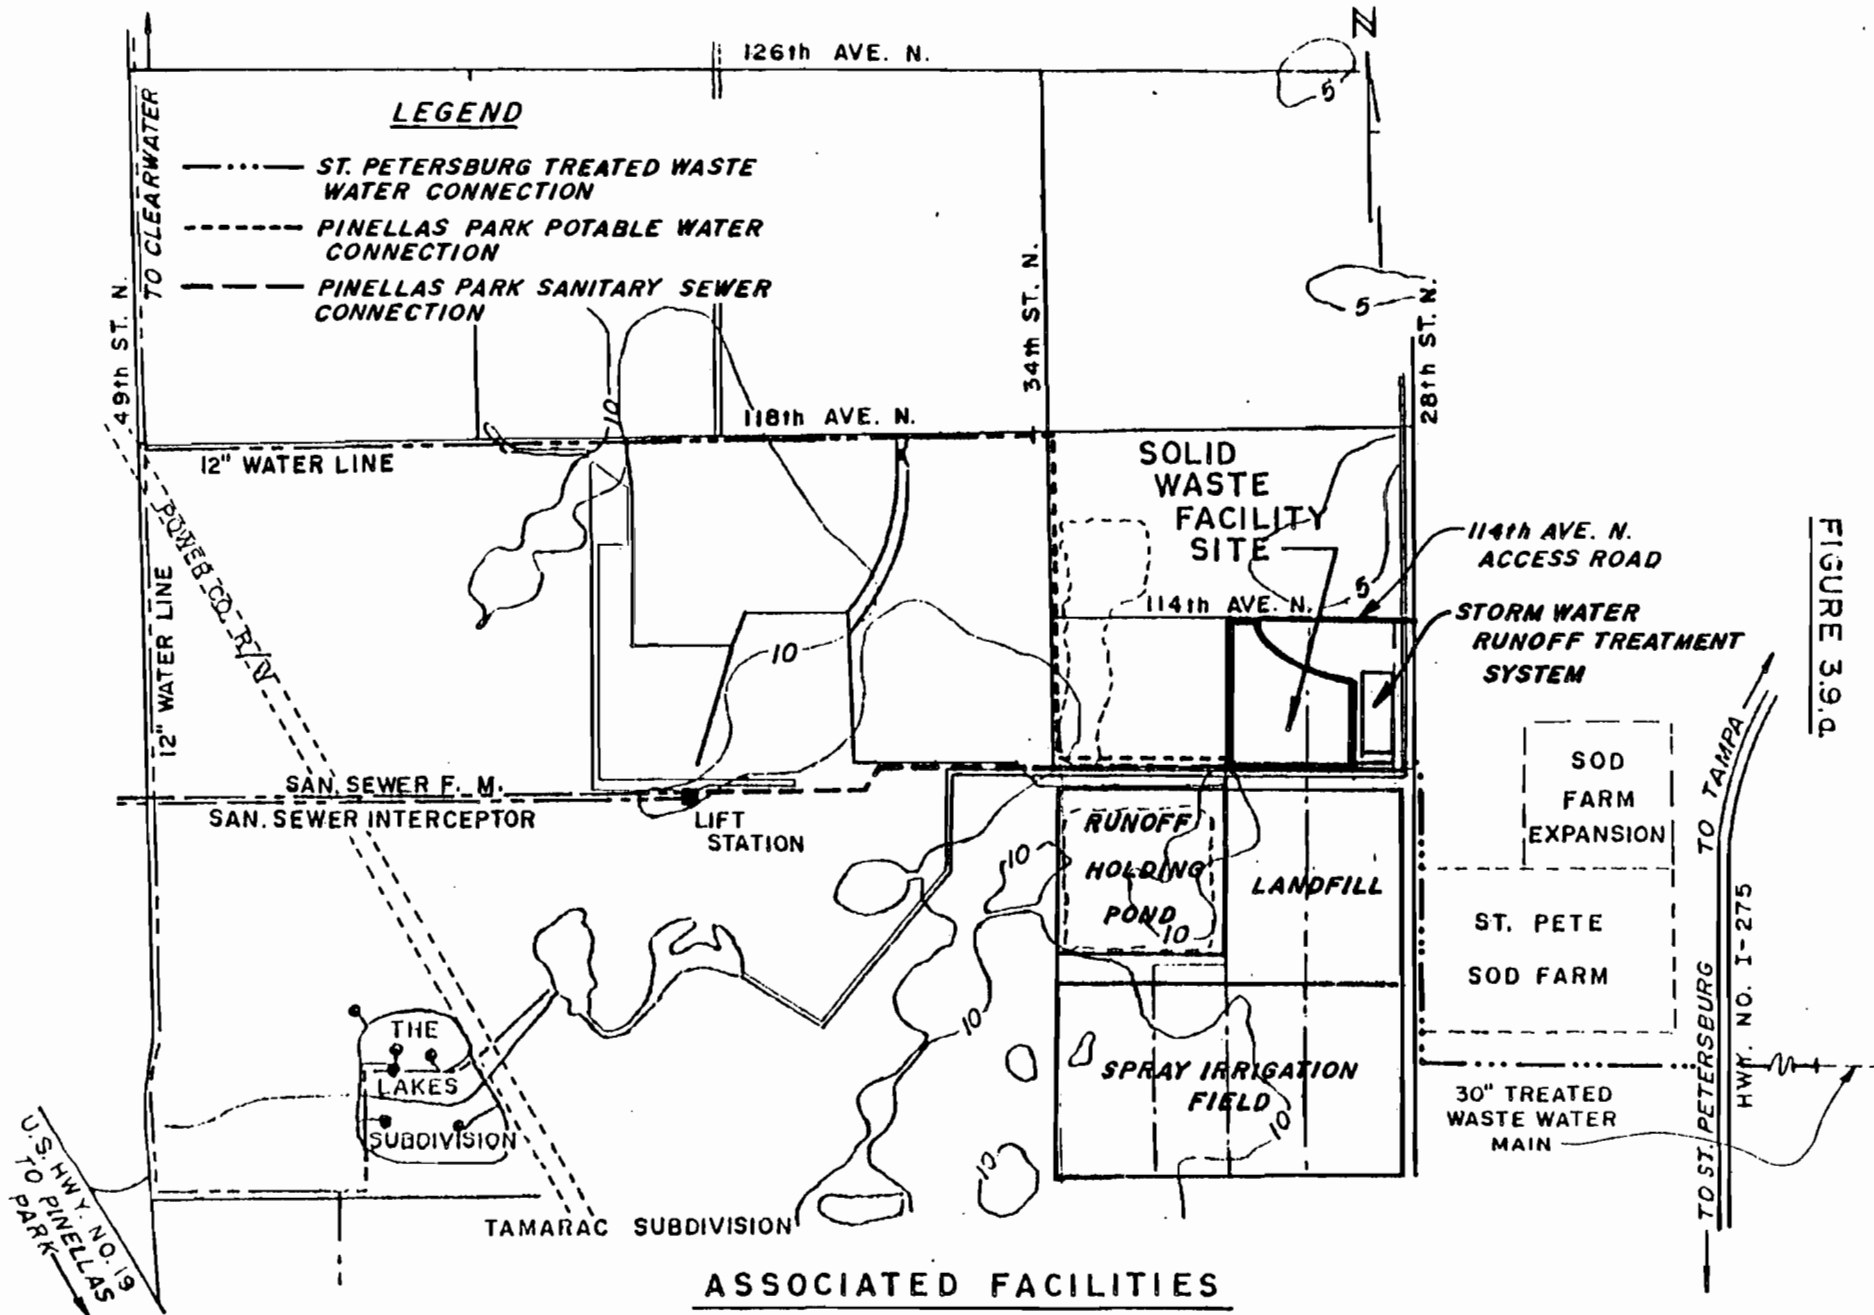 126th AVE. N.
N
5
LEGEND
ST. PETERSBURG TREATED WASTE
WATER CONNECTION
PINELLAS PARK POTABLE WATER
CONNECTION
PINELLAS PARK SANITARY SEWER
CONNECTION
TO CLEARWATER
49th ST. N.
34th ST. N.
5
28th ST. N.
10
118th AVE. N.
12" WATER LINE
POWER CO. R/W
12" WATER LINE
SOLID
WASTE
FACILITY
SITE
5
114th AVE. N.
114th AVE. N.
ACCESS ROAD
STORM WATER
RUNOFF TREATMENT
SYSTEM
FIGURE 3.9.a
10
SAN. SEWER F. M.
SAN. SEWER INTERCEPTOR
LIFT
STATION
RUNOFF
HOLDING
POND
10
10
LANDFILL
SOD
FARM
EXPANSION
ST. PETE
SOD FARM
TO TAMPA
TO ST. PETERSBURG
HWY. NO. I-275
10
SPRAY IRRIGATION
FIELD
10
10
30" TREATED
WASTE WATER
MAIN
THE
LAKES
SUBDIVISION
U.S. HWY. NO. 19
TO PINELLAS
PARK
TAMARAC SUBDIVISION
ASSOCIATED FACILITIES